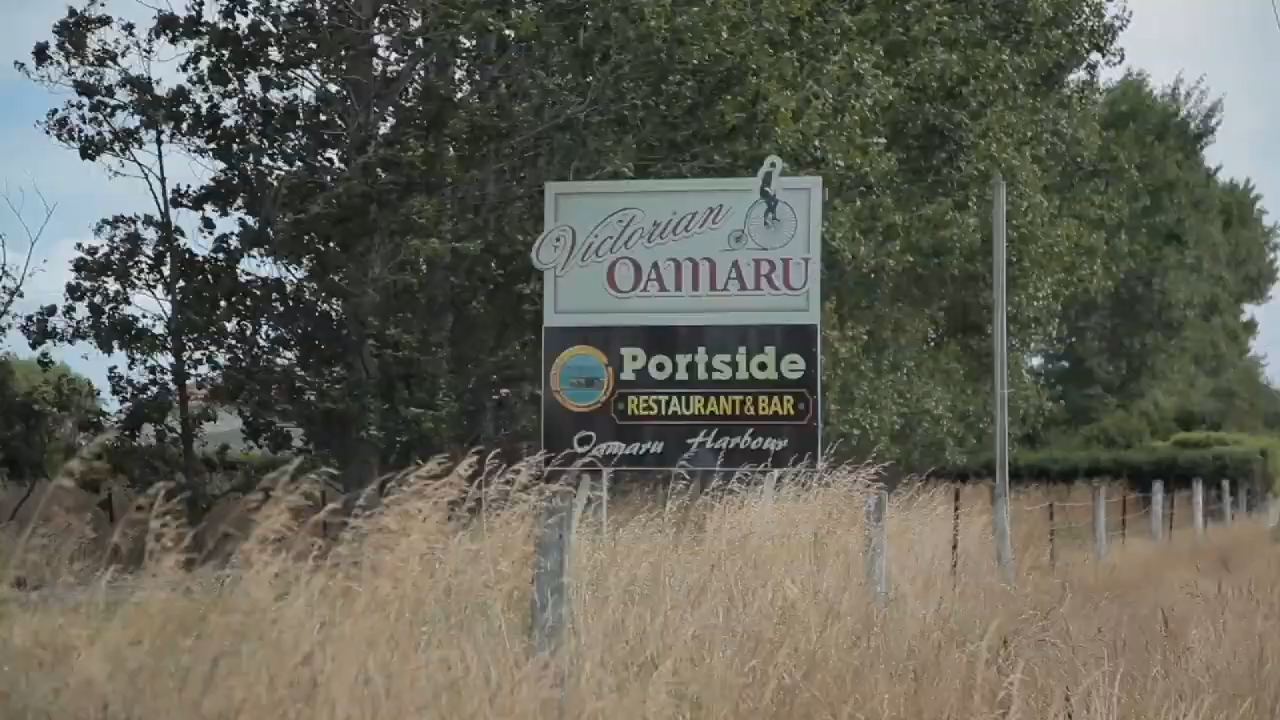 Victorian
OAMARU
Portside
RESTAURANT & BAR
Oamaru Harbour